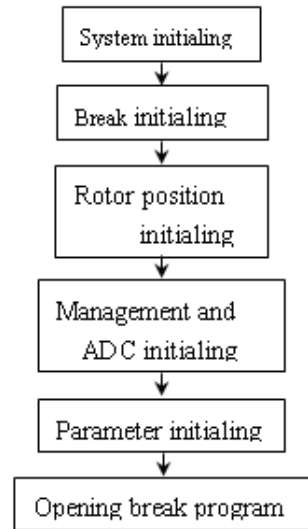 System initialing
Break initialing
Rotor position
initialing
Management and
ADC initialing
Parameter initialing
Opening break program